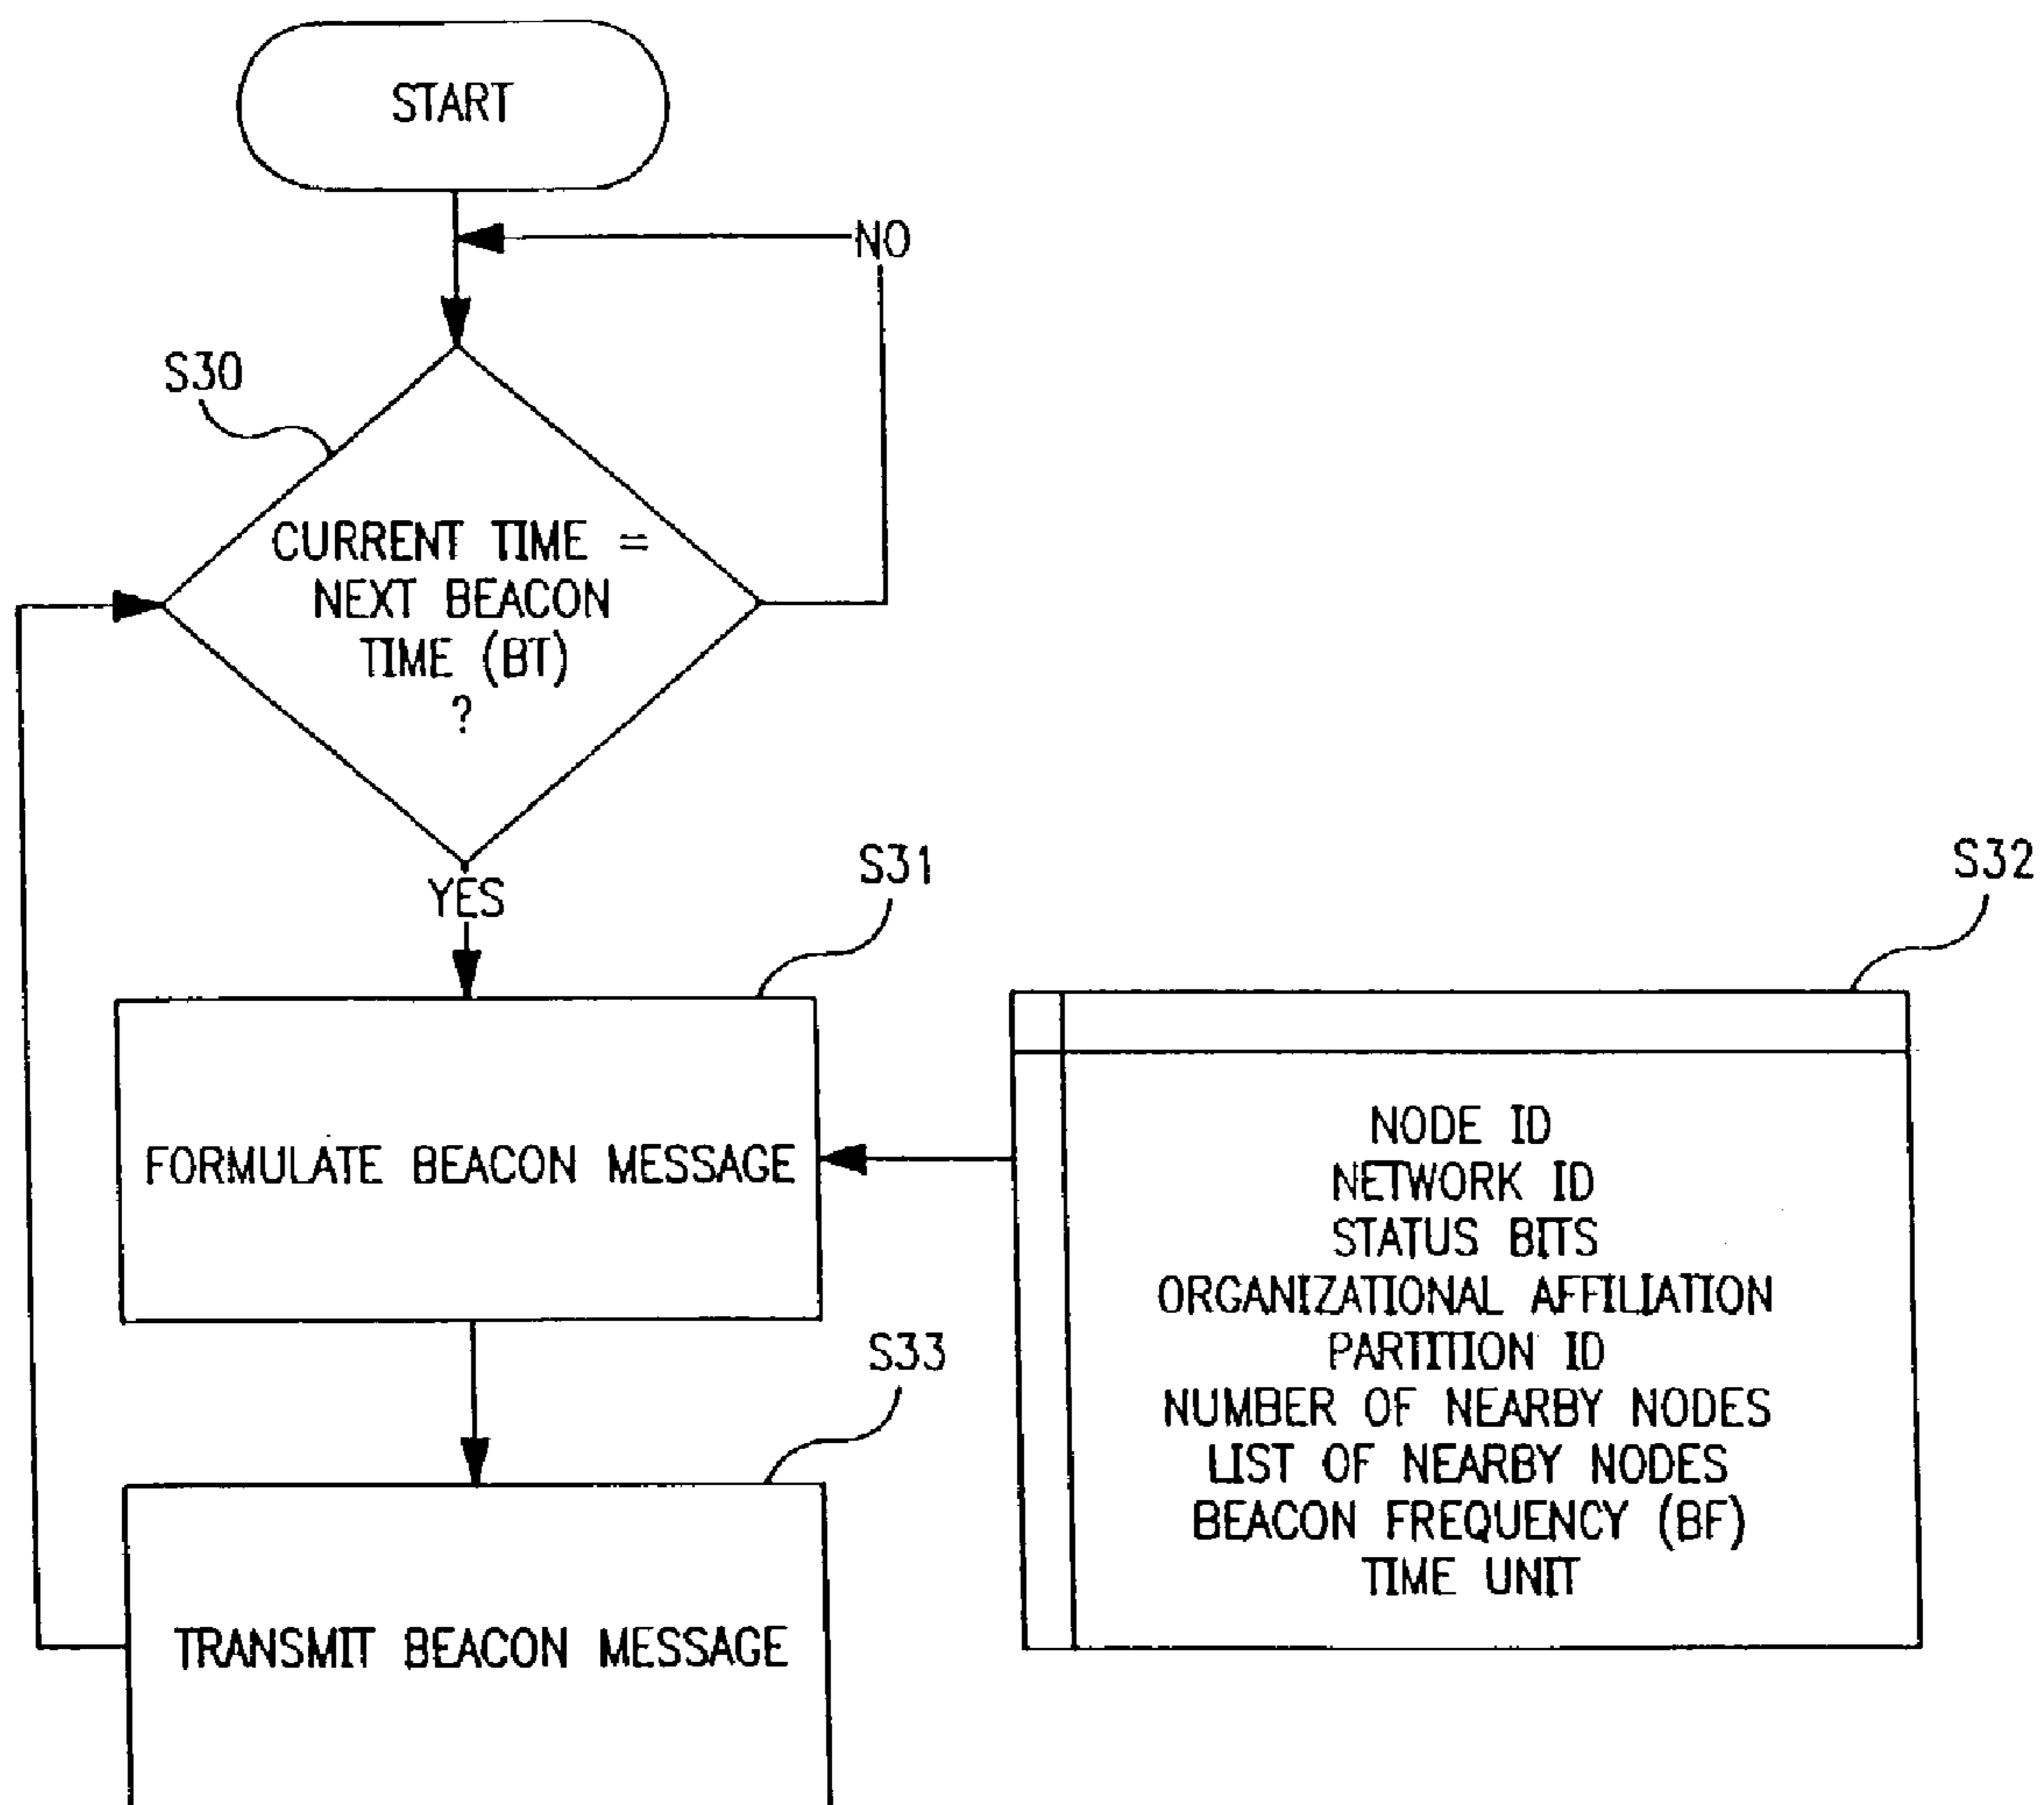 START
NO
S30
CURRENT TIME =
NEXT BEACON
TIME (BT)
?
YES
S31
S32
FORMULATE BEACON MESSAGE
NODE ID
NETWORK ID
STATUS BITS
ORGANIZATIONAL AFFILIATION
PARTITION ID
NUMBER OF NEARBY NODES
LIST OF NEARBY NODES
BEACON FREQUENCY (BF)
TIME UNIT
S33
TRANSMIT BEACON MESSAGE